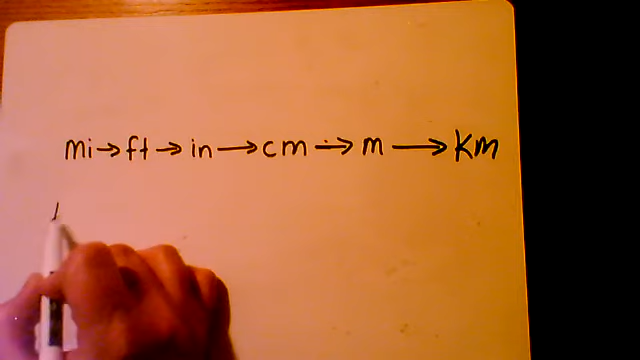 mi → ft → in → cm → m → km